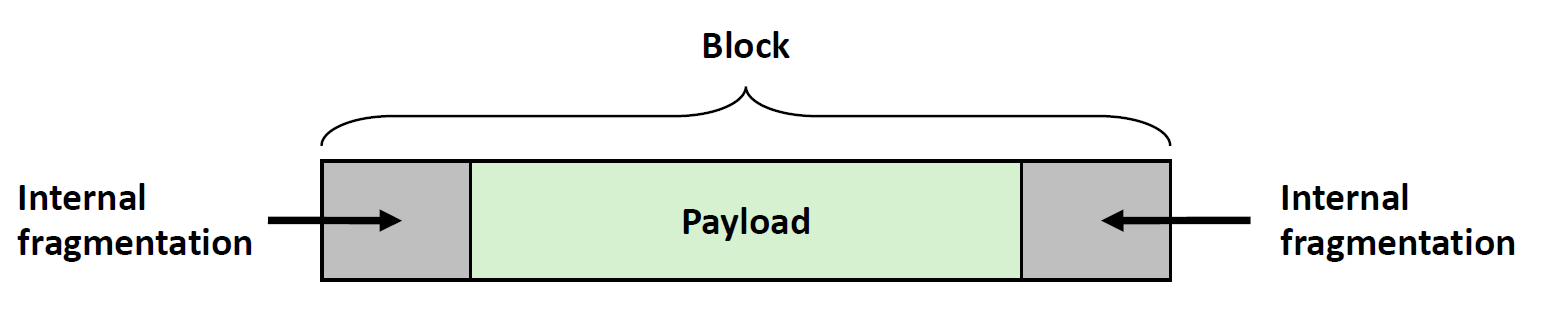 Block
Internal
fragmentation
Payload
Internal
fragmentation